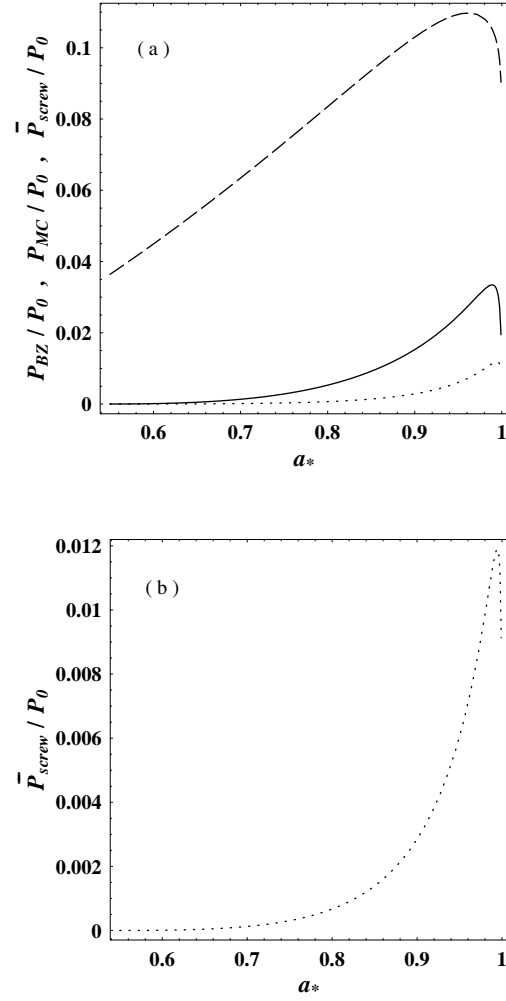 ( a )
P_BZ / P_0 , P_MC / P_0 , P̄_screw / P_0
0.1
0.08
0.06
0.04
0.02
0
0.6 0.7 0.8 0.9 1
a*
( b )
P̄_screw / P_0
0.012
0.01
0.008
0.006
0.004
0.002
0
0.6 0.7 0.8 0.9 1
a*